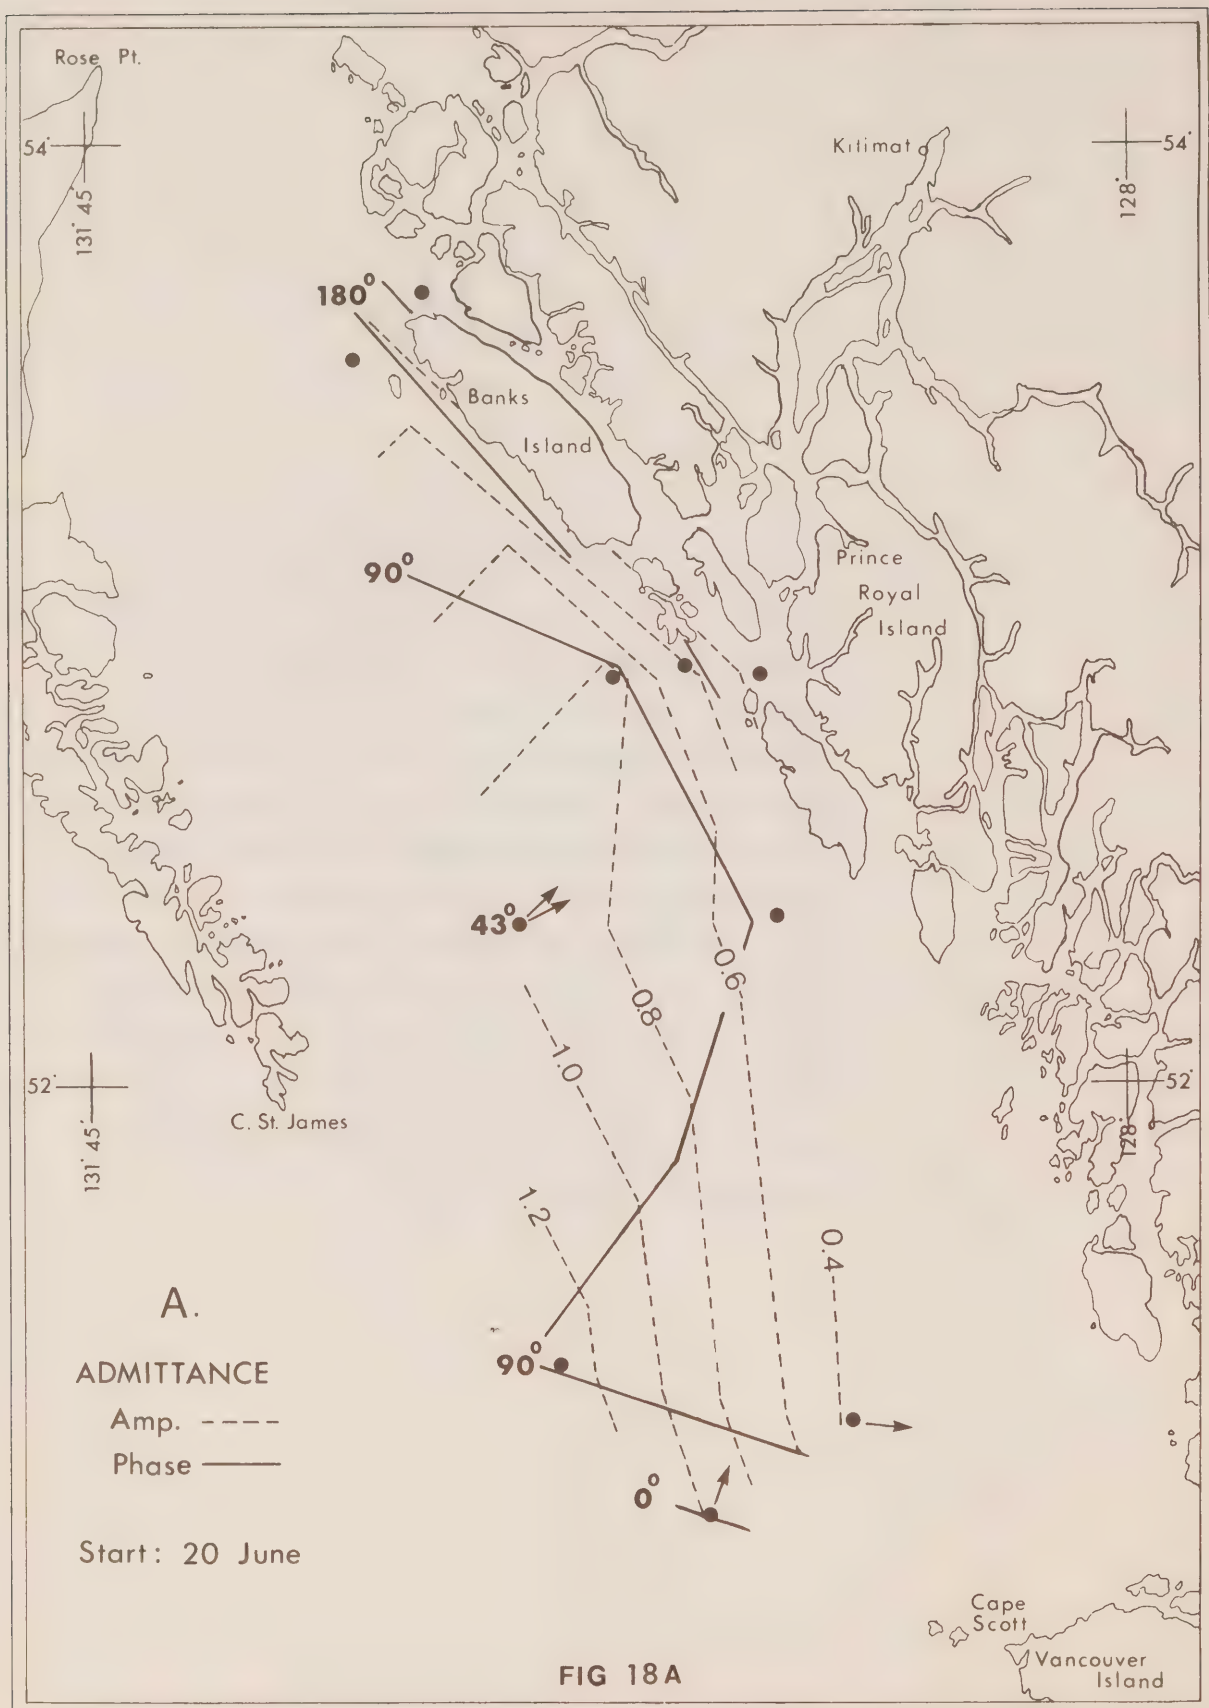 Rose Pt.
54°
131° 45'
Kitimat
128°
54°
180°
Banks
Island
90°
Prince
Royal
Island
43°
0.6
0.8
1.0
52°
131° 45'
C. St. James
128°
52°
1.2
0.4
A.
90°
ADMITTANCE
Amp. ----
Phase
0°
Start: 20 June
Cape
Scott
Vancouver
Island
FIG 18A